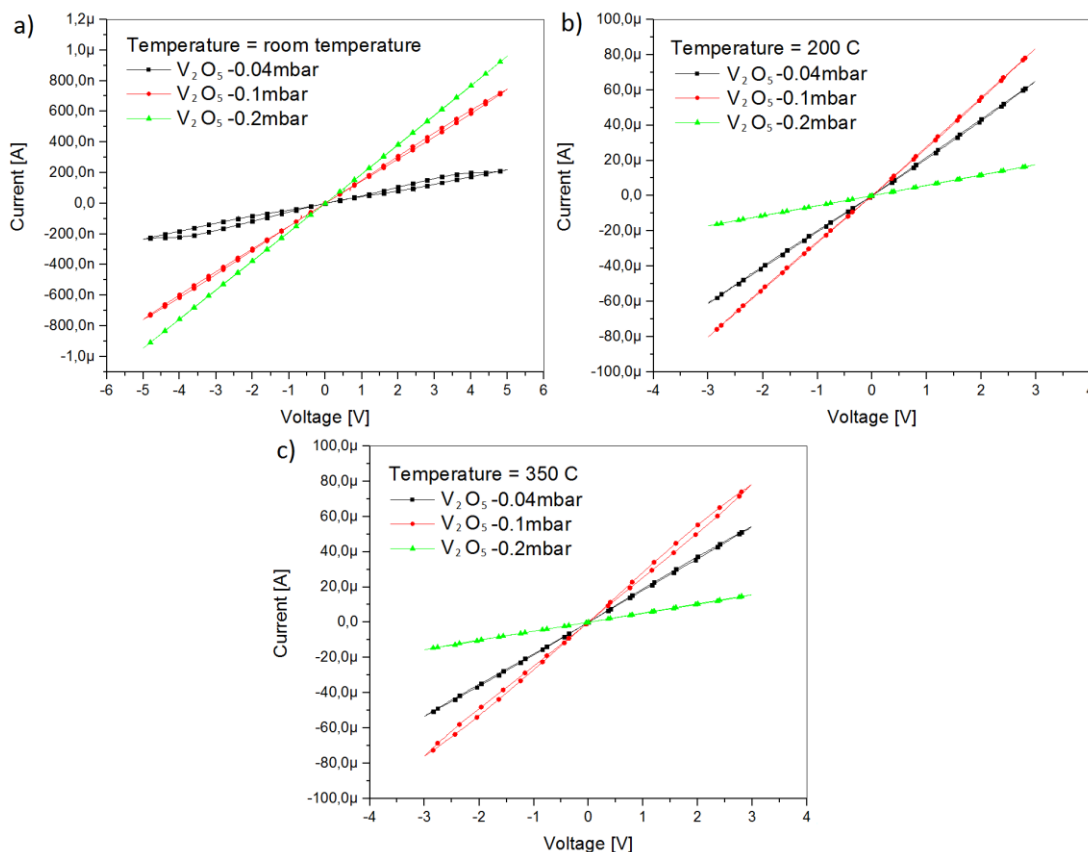 a)
Temperature = room temperature
V₂O₅-0.04mbar
V₂O₅-0.1mbar
V₂O₅-0.2mbar
Current [A]
1,2µ
1,0µ
800,0n
600,0n
400,0n
200,0n
0,0
-200,0n
-400,0n
-600,0n
-800,0n
-1,0µ
-6 -5 -4 -3 -2 -1 0 1 2 3 4 5 6
Voltage [V]
b)
Temperature = 200 C
V₂O₅-0.04mbar
V₂O₅-0.1mbar
V₂O₅-0.2mbar
Current [A]
100,0µ
80,0µ
60,0µ
40,0µ
20,0µ
0,0
-20,0µ
-40,0µ
-60,0µ
-80,0µ
-100,0µ
-4 -3 -2 -1 0 1 2 3 4
Voltage [V]
c)
Temperature = 350 C
V₂O₅-0.04mbar
V₂O₅-0.1mbar
V₂O₅-0.2mbar
Current [A]
100,0µ
80,0µ
60,0µ
40,0µ
20,0µ
0,0
-20,0µ
-40,0µ
-60,0µ
-80,0µ
-100,0µ
-4 -3 -2 -1 0 1 2 3 4
Voltage [V]